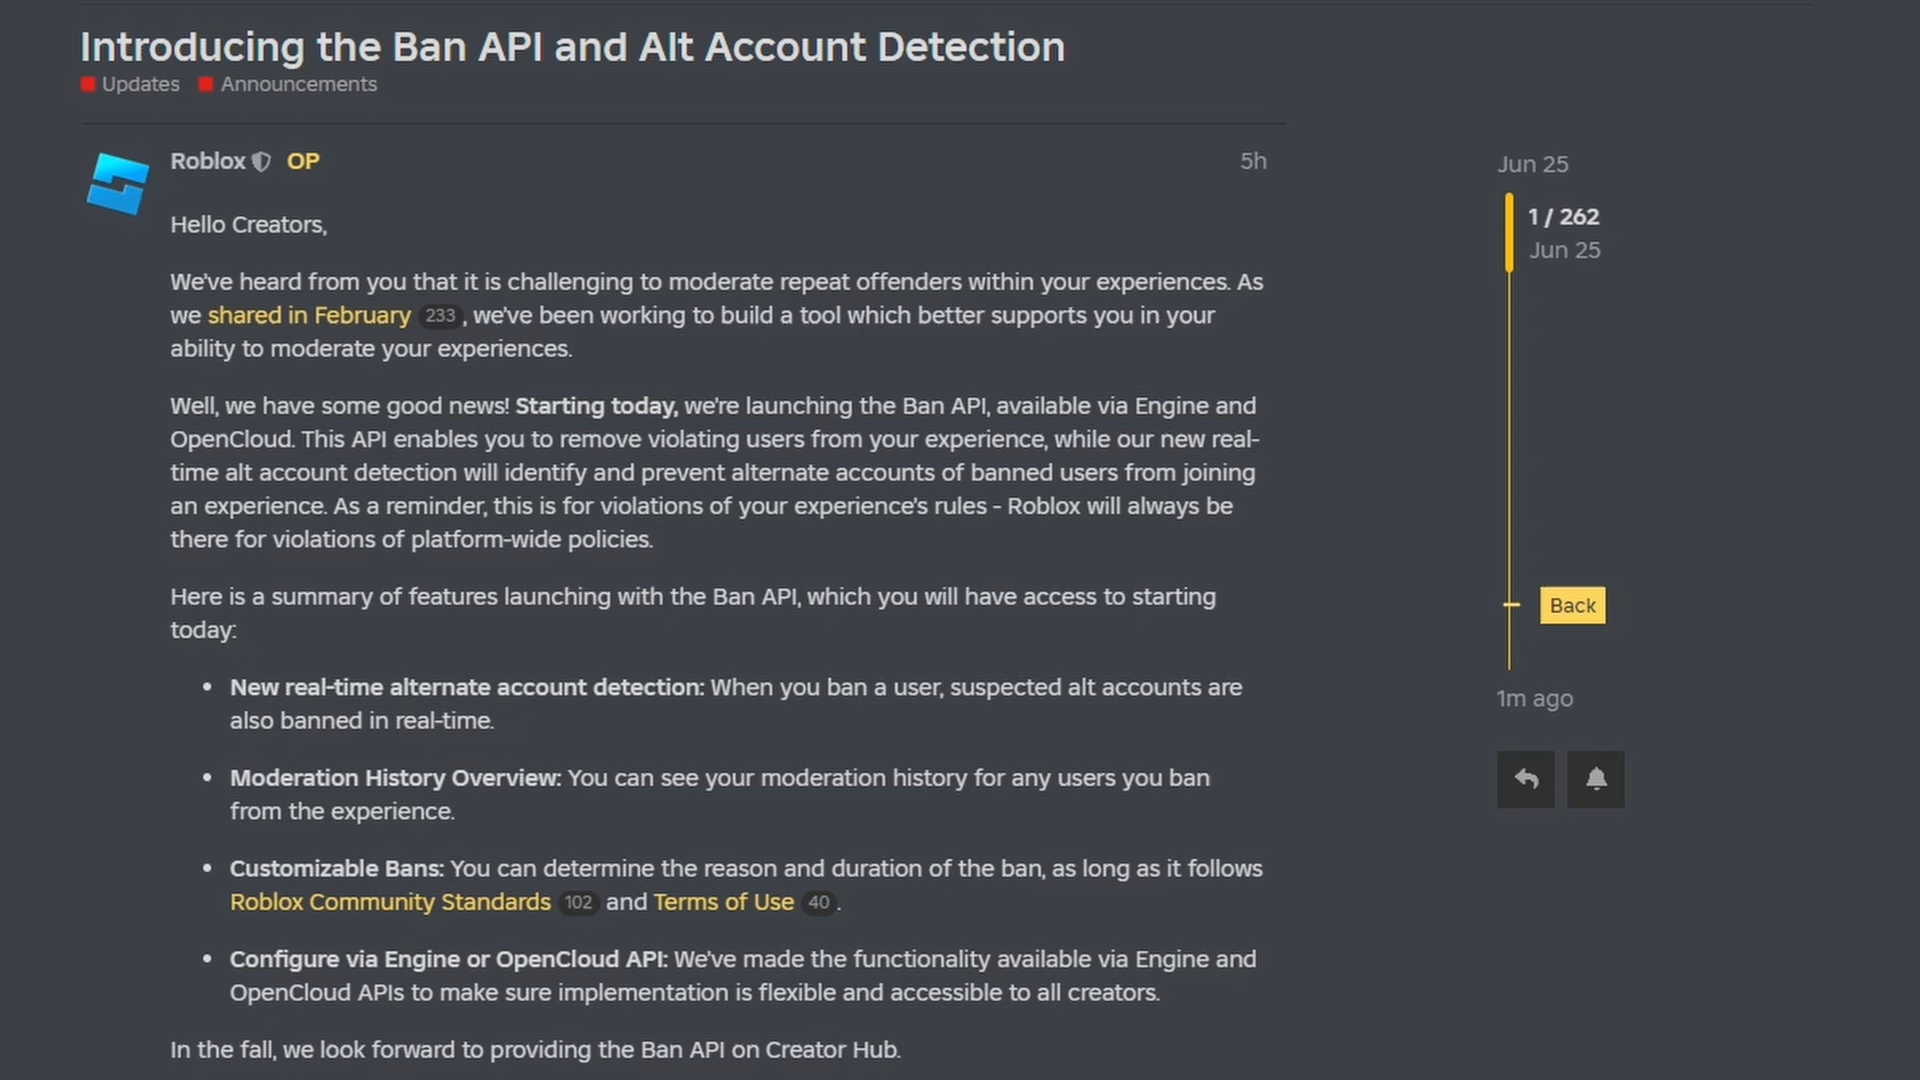 Introducing the Ban API and Alt Account Detection
Updates Announcements
Roblox OP 5h
Hello Creators,
We've heard from you that it is challenging to moderate repeat offenders within your experiences. As
we shared in February 233, we've been working to build a tool which better supports you in your
ability to moderate your experiences.
Well, we have some good news! Starting today, we're launching the Ban API, available via Engine and
OpenCloud. This API enables you to remove violating users from your experience, while our new real-
time alt account detection will identify and prevent alternate accounts of banned users from joining
an experience. As a reminder, this is for violations of your experience's rules - Roblox will always be
there for violations of platform-wide policies.
Here is a summary of features launching with the Ban API, which you will have access to starting
today:
• New real-time alternate account detection: When you ban a user, suspected alt accounts are
also banned in real-time.
• Moderation History Overview: You can see your moderation history for any users you ban
from the experience.
• Customizable Bans: You can determine the reason and duration of the ban, as long as it follows
Roblox Community Standards 102 and Terms of Use 40.
• Configure via Engine or OpenCloud API: We've made the functionality available via Engine and
OpenCloud APIs to make sure implementation is flexible and accessible to all creators.
In the fall, we look forward to providing the Ban API on Creator Hub.
Jun 25
1 / 262
Jun 25
Back
1m ago